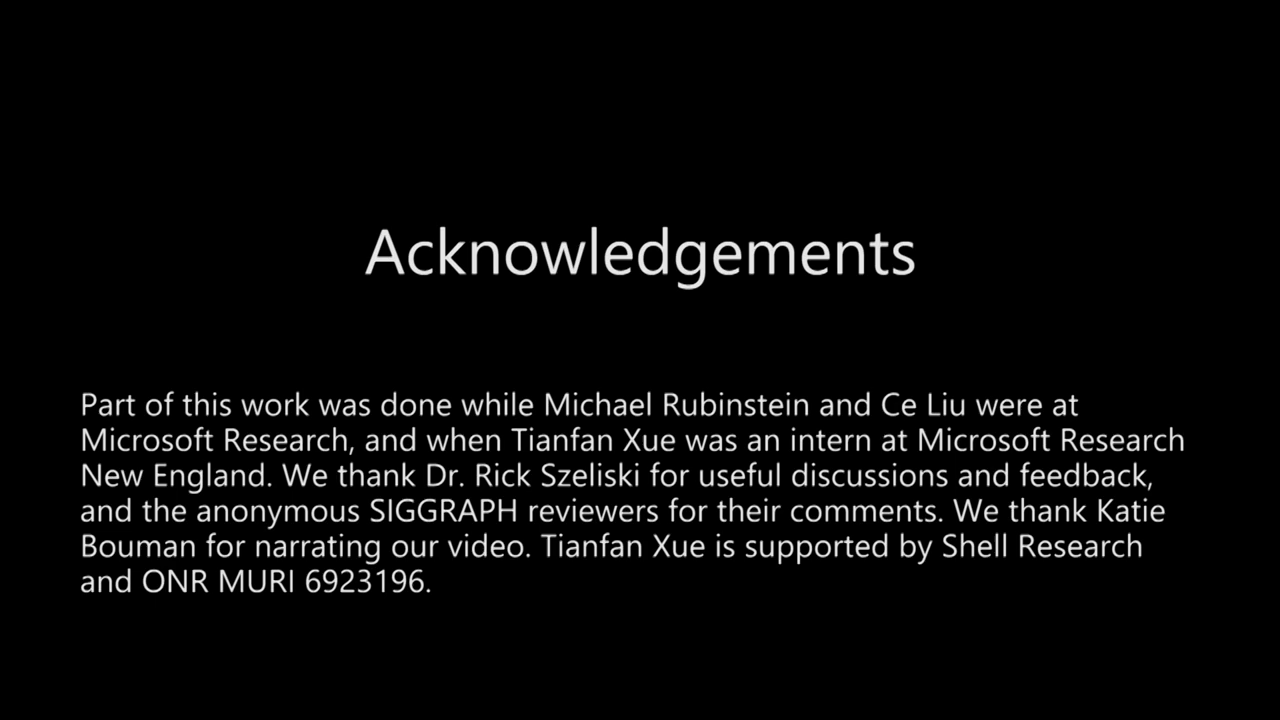 Acknowledgements
Part of this work was done while Michael Rubinstein and Ce Liu were at
Microsoft Research, and when Tianfan Xue was an intern at Microsoft Research
New England. We thank Dr. Rick Szeliski for useful discussions and feedback,
and the anonymous SIGGRAPH reviewers for their comments. We thank Katie
Bouman for narrating our video. Tianfan Xue is supported by Shell Research
and ONR MURI 6923196.